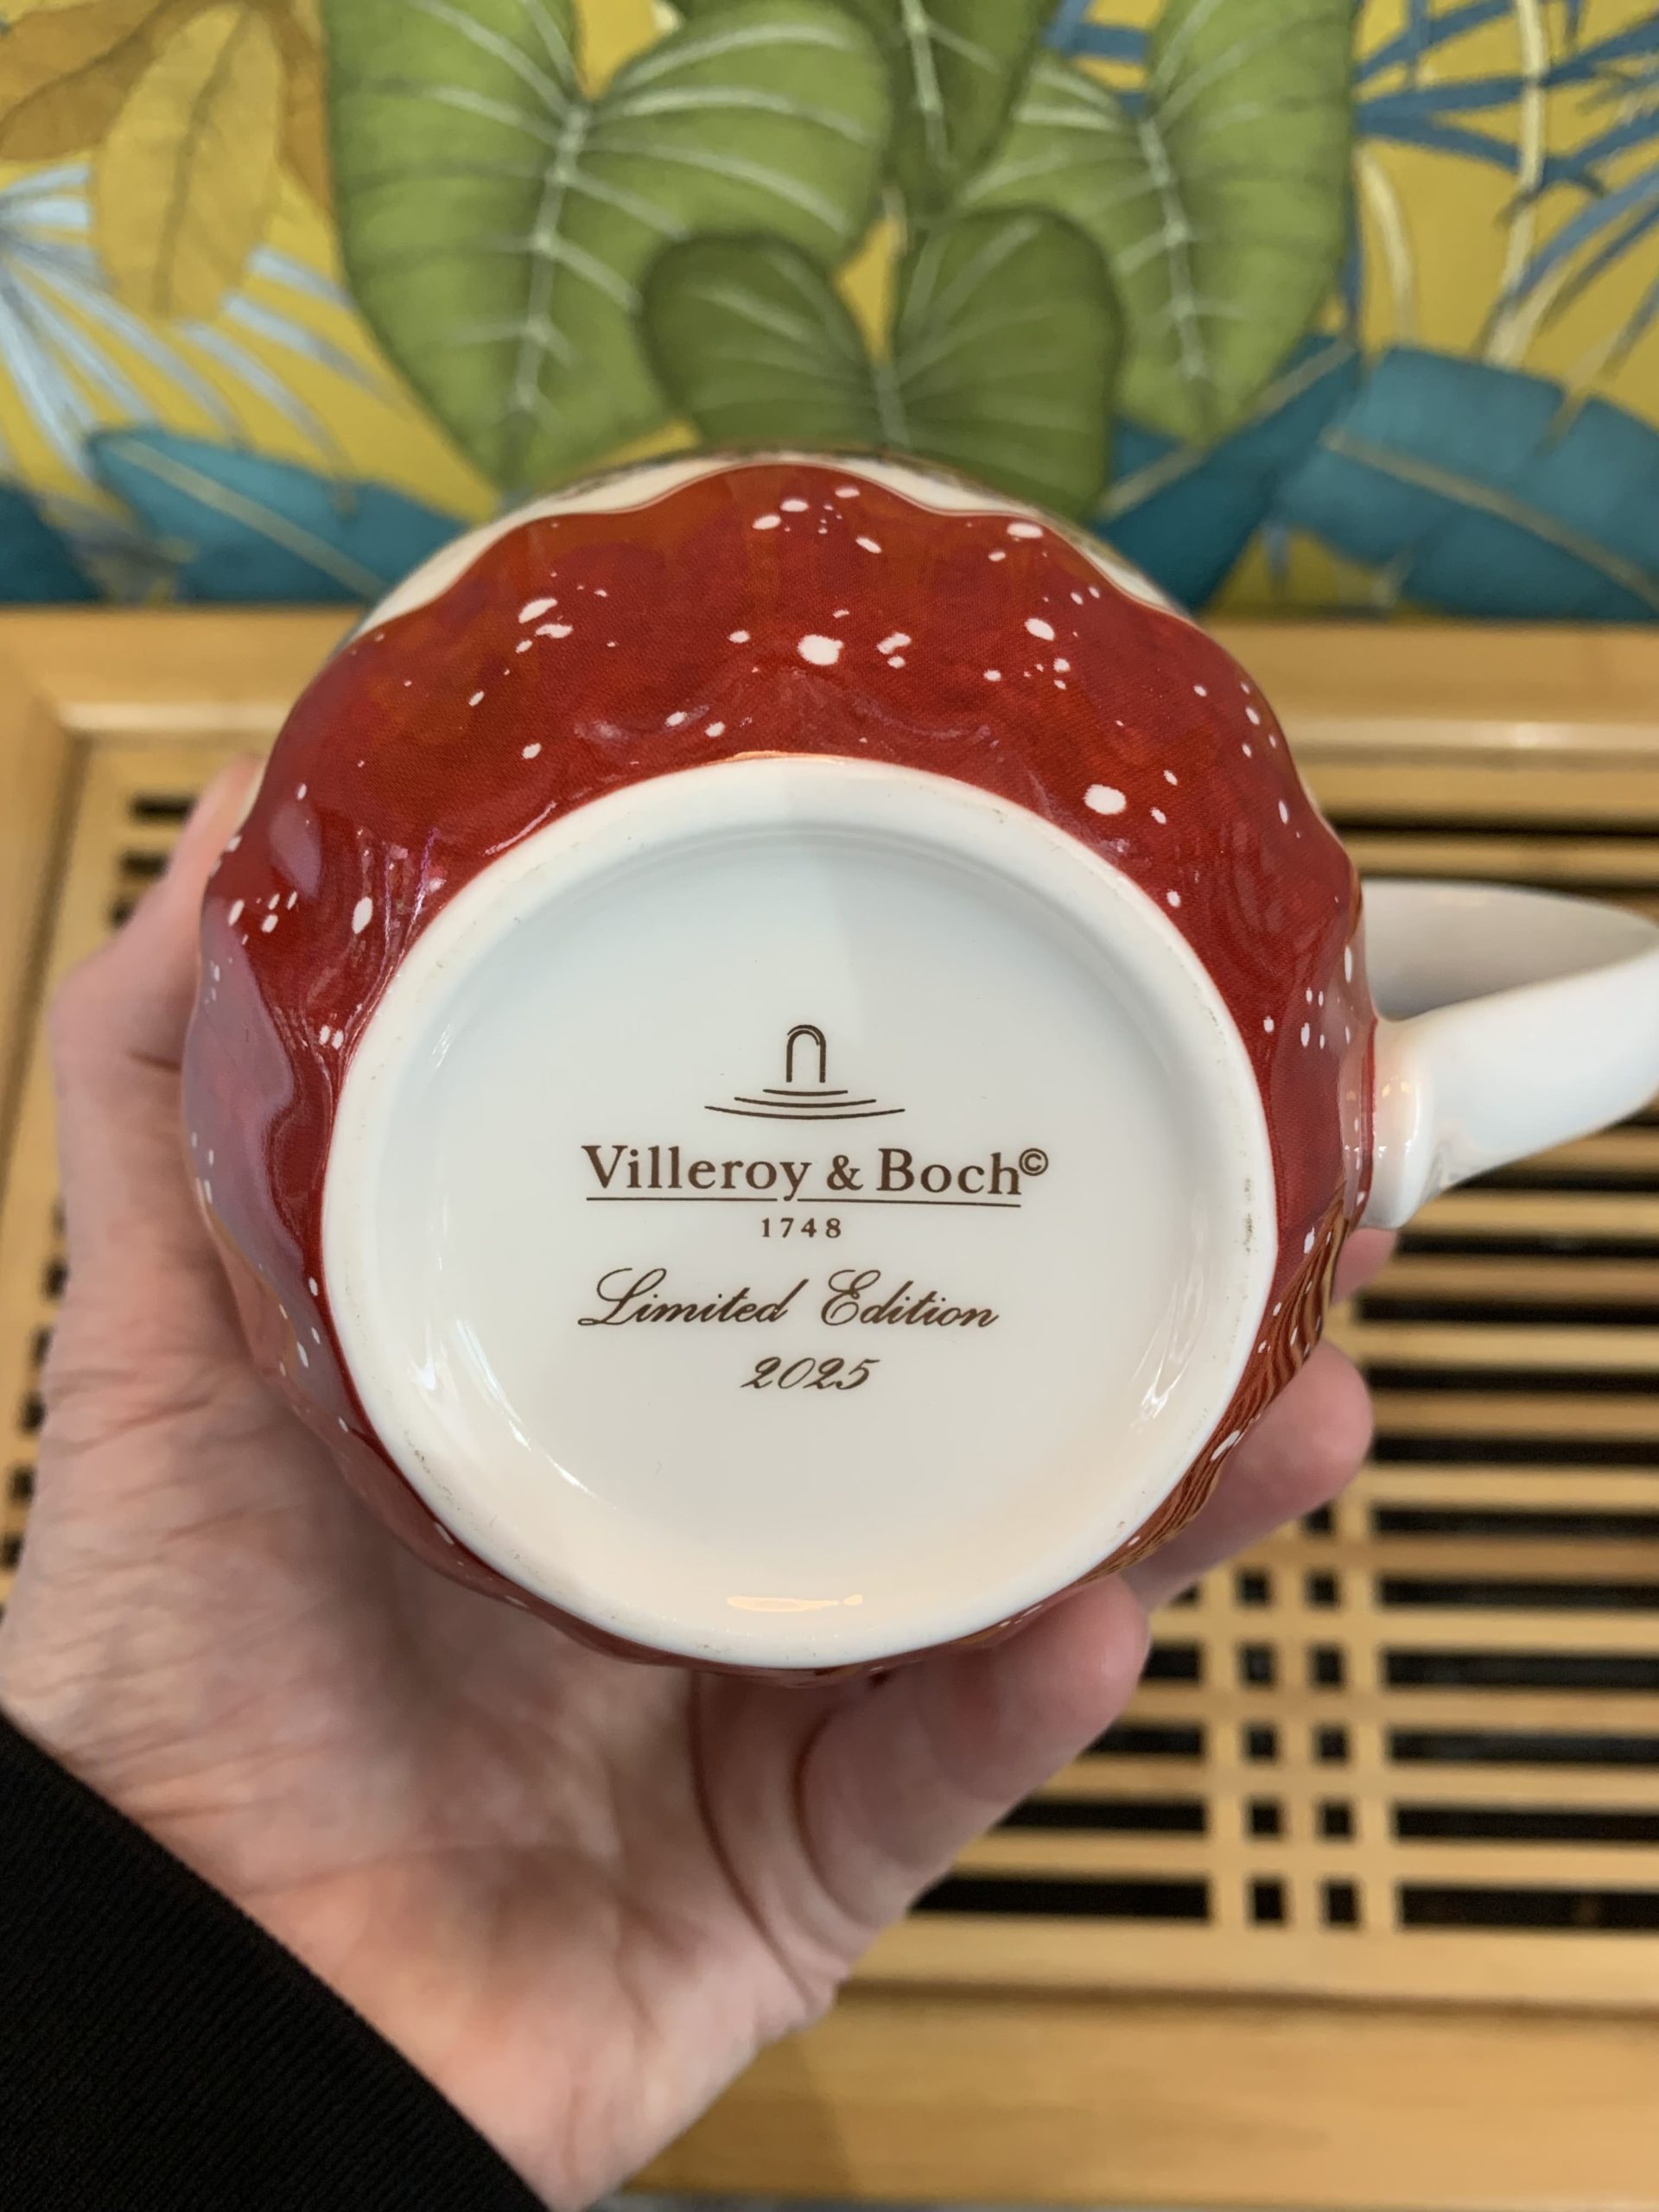 Villeroy & Boch©
1748
Limited Edition
2025